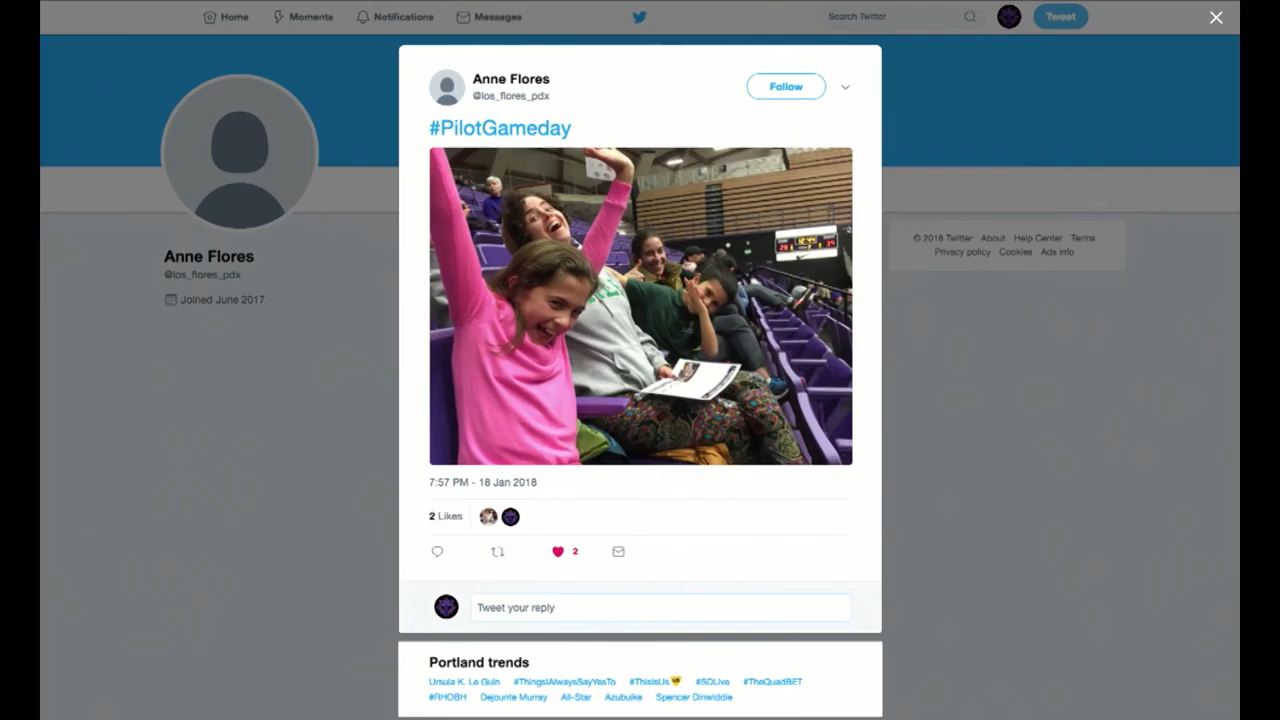 Home Moments Notifications Messages Search Twitter Tweet
Anne Flores
@los_flores_pdx
Follow
#PilotGameday
7:57 PM - 18 Jan 2018
2 Likes
2
Tweet your reply
Portland trends
Ursula K. Le Guin #ThingsIAlwaysSayYesTo #ThisIsUs #SDLive #TheQuadBET
#RHOBH Dejounte Murray All-Star Azubuike Spencer Dinwiddie
Anne Flores
@los_flores_pdx
Joined June 2017
© 2018 Twitter About Help Center Terms
Privacy policy Cookies Ads info